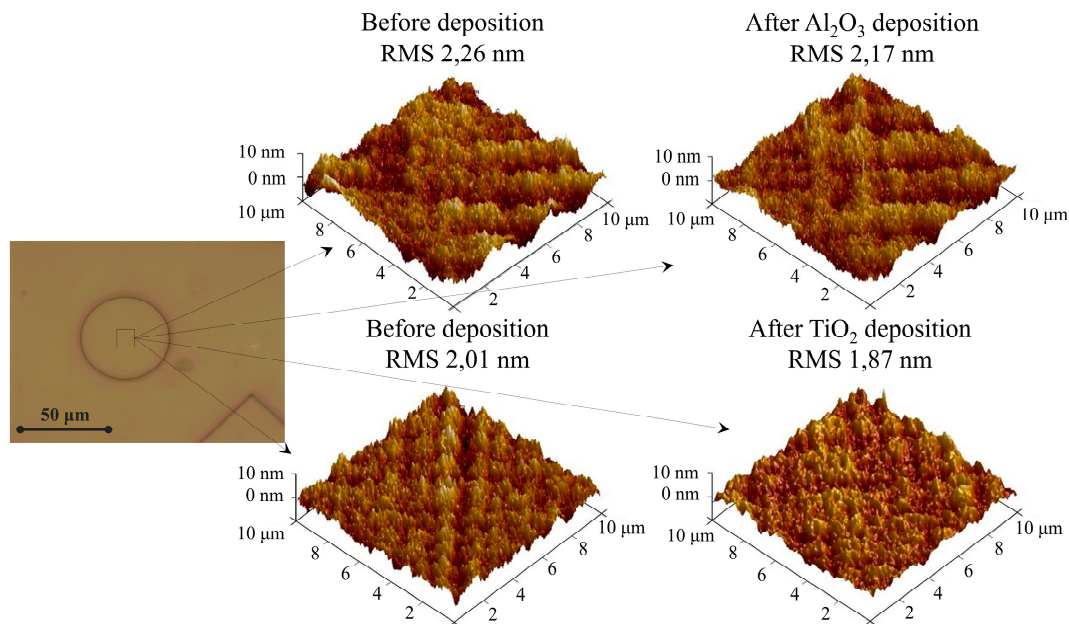 Before deposition
RMS 2,26 nm
10 nm
0 nm
10 µm
8
6
4
2
2
4
6
8
10 µm
After Al₂O₃ deposition
RMS 2,17 nm
10 nm
0 nm
10 µm
8
6
4
2
2
4
6
8
10 µm
50 µm
Before deposition
RMS 2,01 nm
10 nm
0 nm
10 µm
8
6
4
2
2
4
6
8
10 µm
After TiO₂ deposition
RMS 1,87 nm
10 nm
0 nm
10 µm
8
6
4
2
2
4
6
8
10 µm